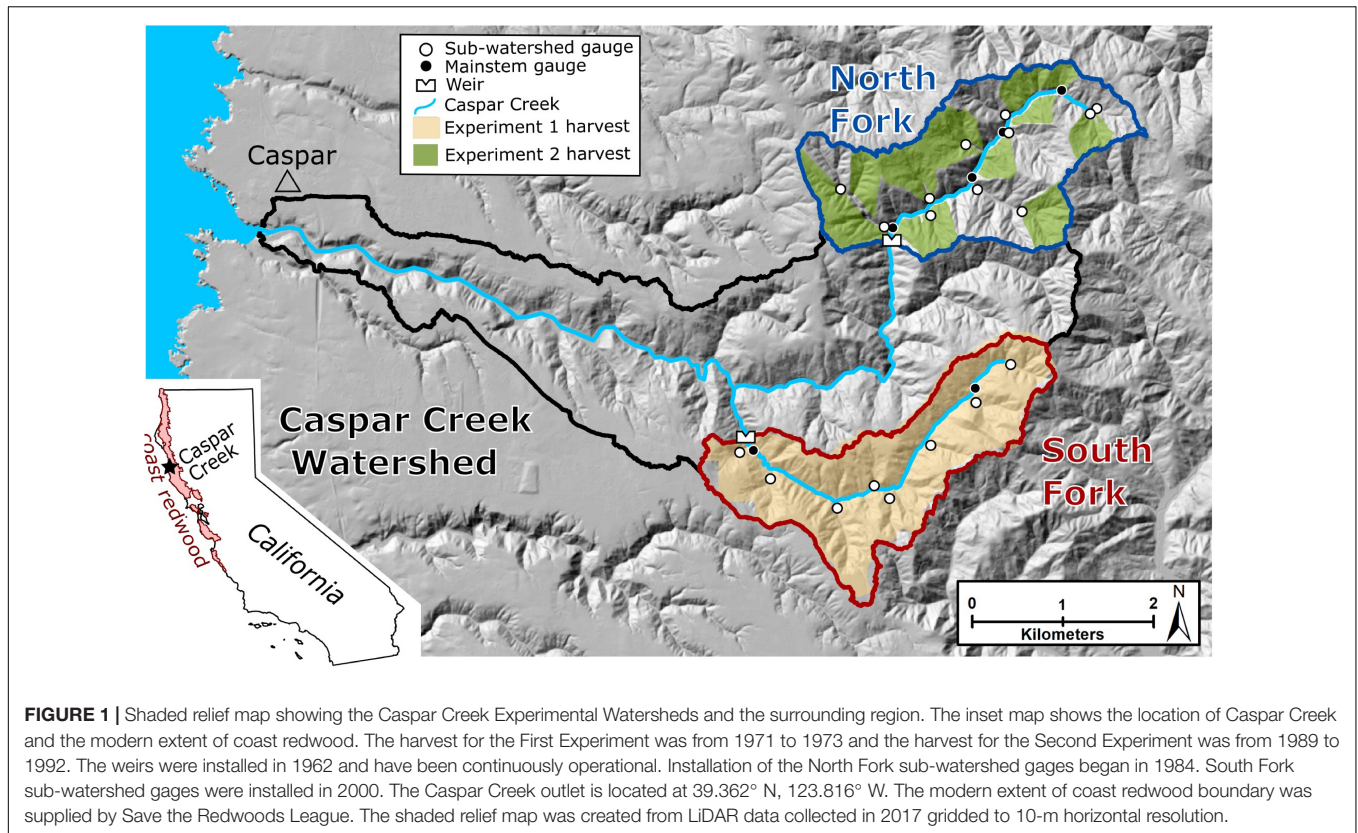 Sub-watershed gauge
Mainstem gauge
Weir
Caspar Creek
Experiment 1 harvest
Experiment 2 harvest
North
Fork
Caspar
Caspar Creek
Watershed
South
Fork
coast redwood
Caspar
Creek
California
N
0 1 2
Kilometers
FIGURE 1 | Shaded relief map showing the Caspar Creek Experimental Watersheds and the surrounding region. The inset map shows the location of Caspar Creek
and the modern extent of coast redwood. The harvest for the First Experiment was from 1971 to 1973 and the harvest for the Second Experiment was from 1989 to
1992. The weirs were installed in 1962 and have been continuously operational. Installation of the North Fork sub-watershed gages began in 1984. South Fork
sub-watershed gages were installed in 2000. The Caspar Creek outlet is located at 39.362° N, 123.816° W. The modern extent of coast redwood boundary was
supplied by Save the Redwoods League. The shaded relief map was created from LiDAR data collected in 2017 gridded to 10-m horizontal resolution.